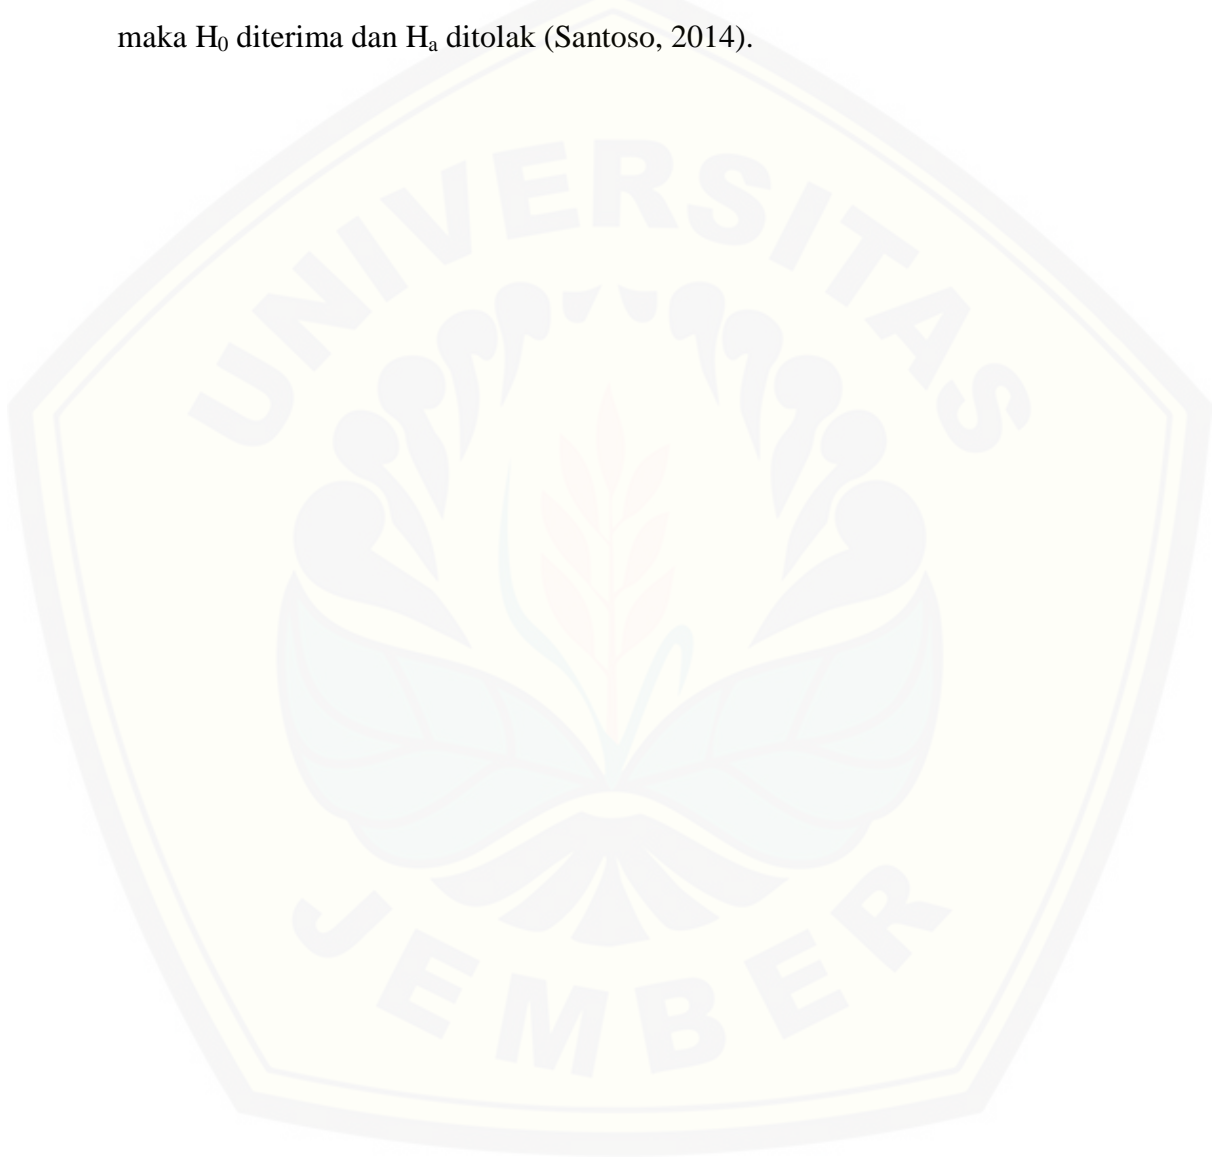 maka H₀ diterima dan Hₐ ditolak (Santoso, 2014).
UNIVERSITAS
JEMBER